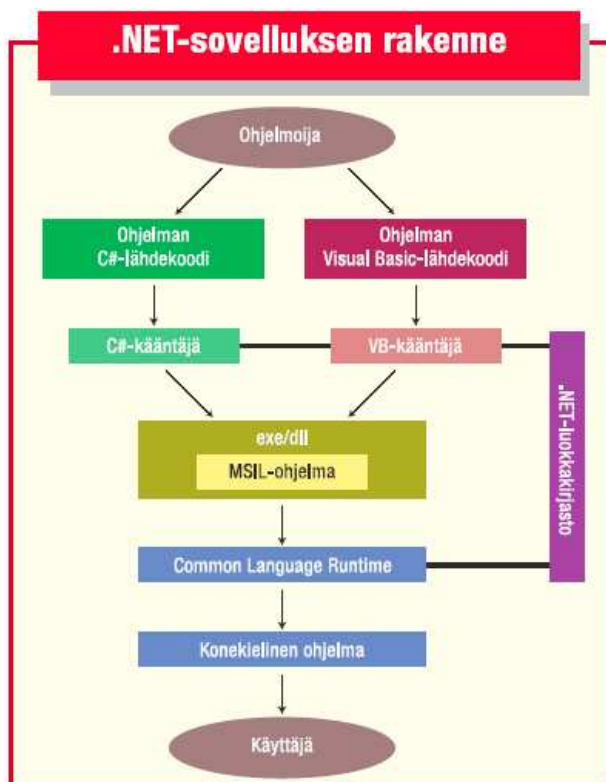 .NET-sovelluksen rakenne
Ohjelmoija
Ohjelman
C#-lähdekoodi
Ohjelman
Visual Basic-lähdekoodi
C#-kääntäjä
VB-kääntäjä
.NET-luokkakirjasto
exe/dll
MSIL-ohjelma
Common Language Runtime
Konekielinen ohjelma
Käyttäjä